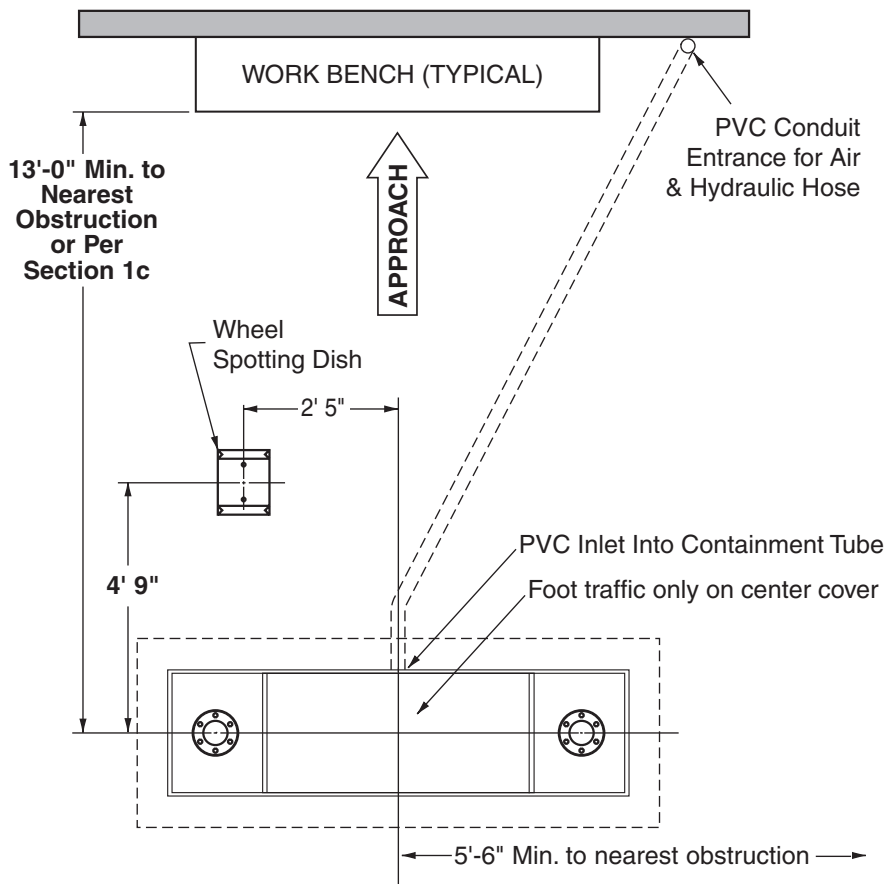 WORK BENCH (TYPICAL)
PVC Conduit
Entrance for Air
& Hydraulic Hose
13'-0" Min. to
Nearest
Obstruction
or Per
Section 1c
APPROACH
Wheel
Spotting Dish
2' 5"
4' 9"
PVC Inlet Into Containment Tube
Foot traffic only on center cover
5'-6" Min. to nearest obstruction